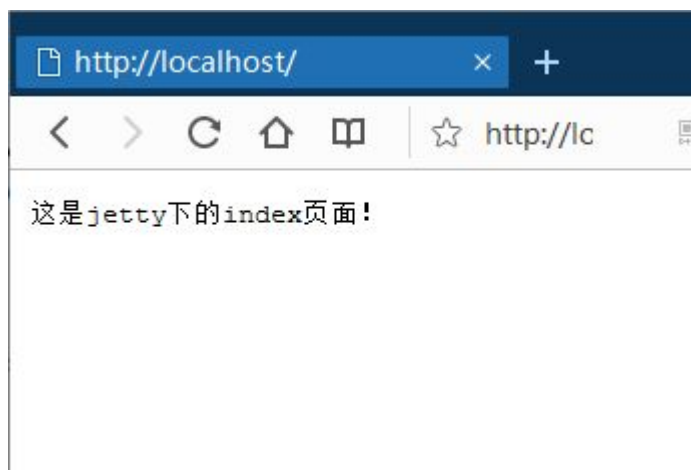 http://localhost/
http://lc
这是jetty下的index页面！